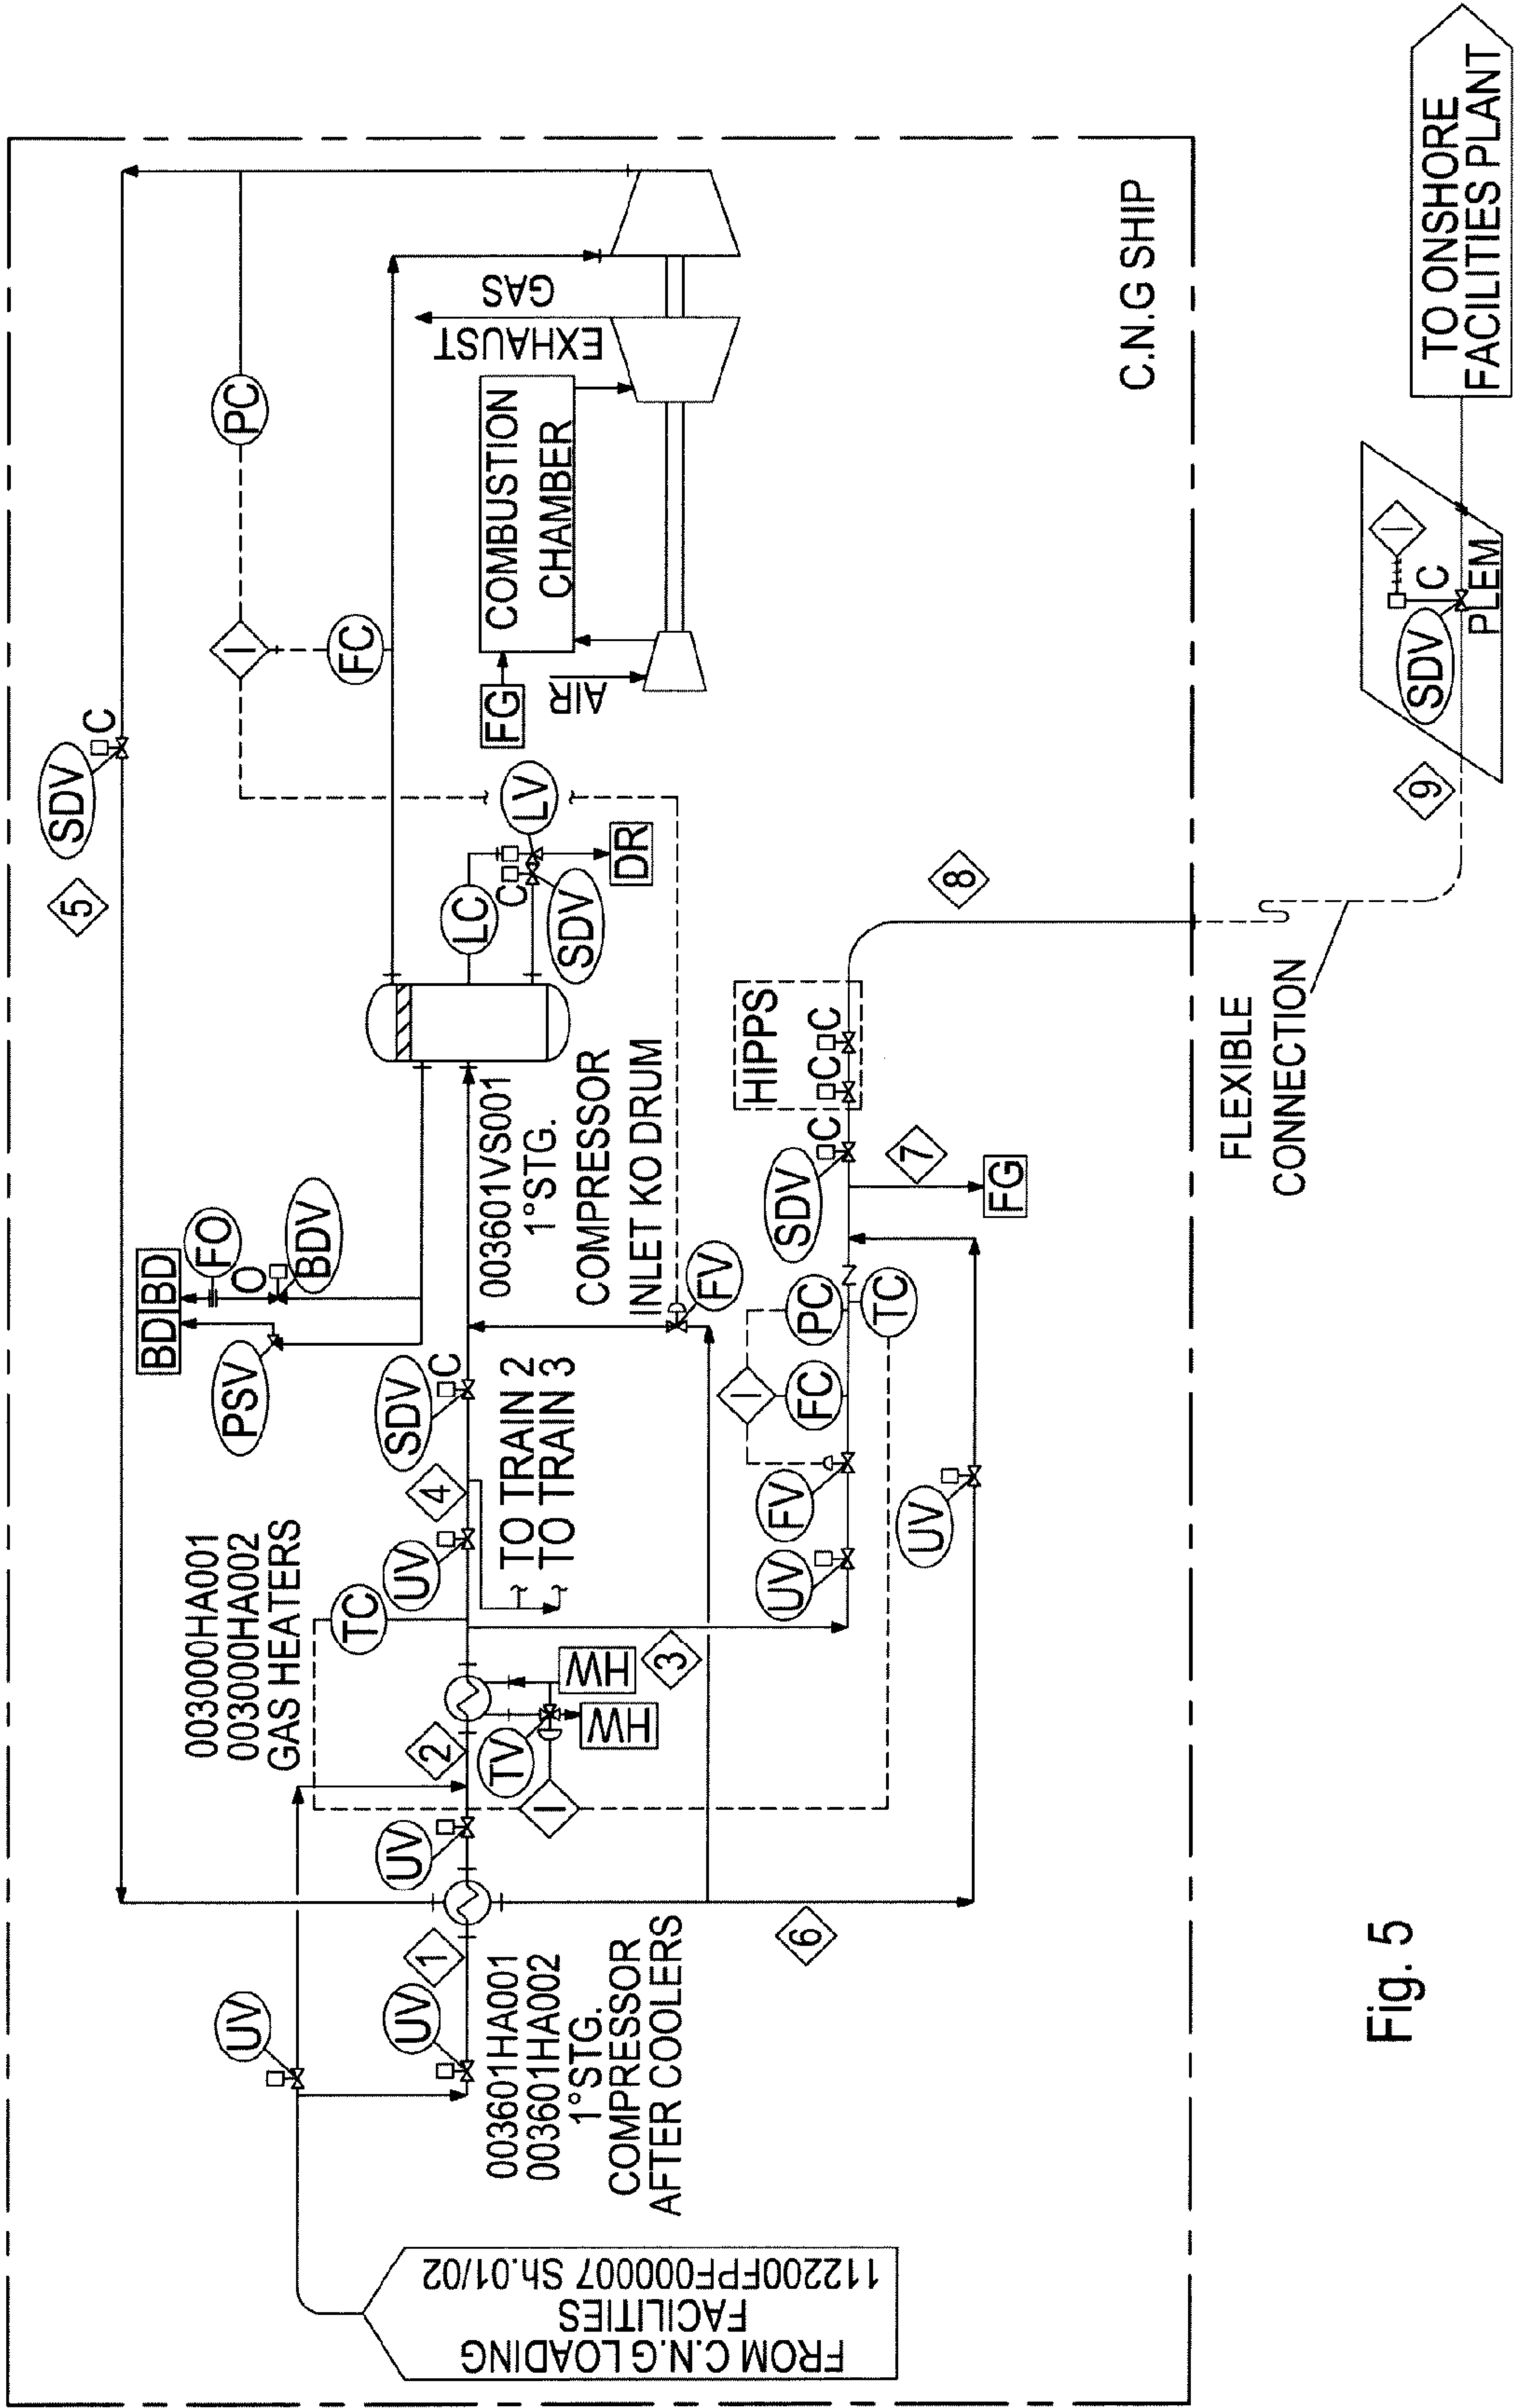 5
SDV
C
PC
I
FC
BD
BD
FO
O
BDV
PSV
003000HA001
003000HA002
GAS HEATERS
TC
UV
UV
1
UV
2
UV
4
SDV
C
003601VS001
1°STG.
COMPRESSOR
INLET KO DRUM
LC
C
SDV
LV
DR
FG
AIR
COMBUSTION
CHAMBER
EXHAUST
GAS
FROM C.N.G LOADING
FACILITIES
112200FPF000007 Sh.01/02
003601HA001
003601HA002
1°STG.
COMPRESSOR
AFTER COOLERS
TV
I
HW
HW
3
TO TRAIN 2
TO TRAIN 3
FV
6
UV
FV
I
FC
PC
TC
UV
SDV
C
HIPPS
C
C
7
FG
8
C.N.G SHIP
FLEXIBLE
CONNECTION
9
SDV
C
I
PLEM
TO ONSHORE
FACILITIES PLANT
Fig. 5